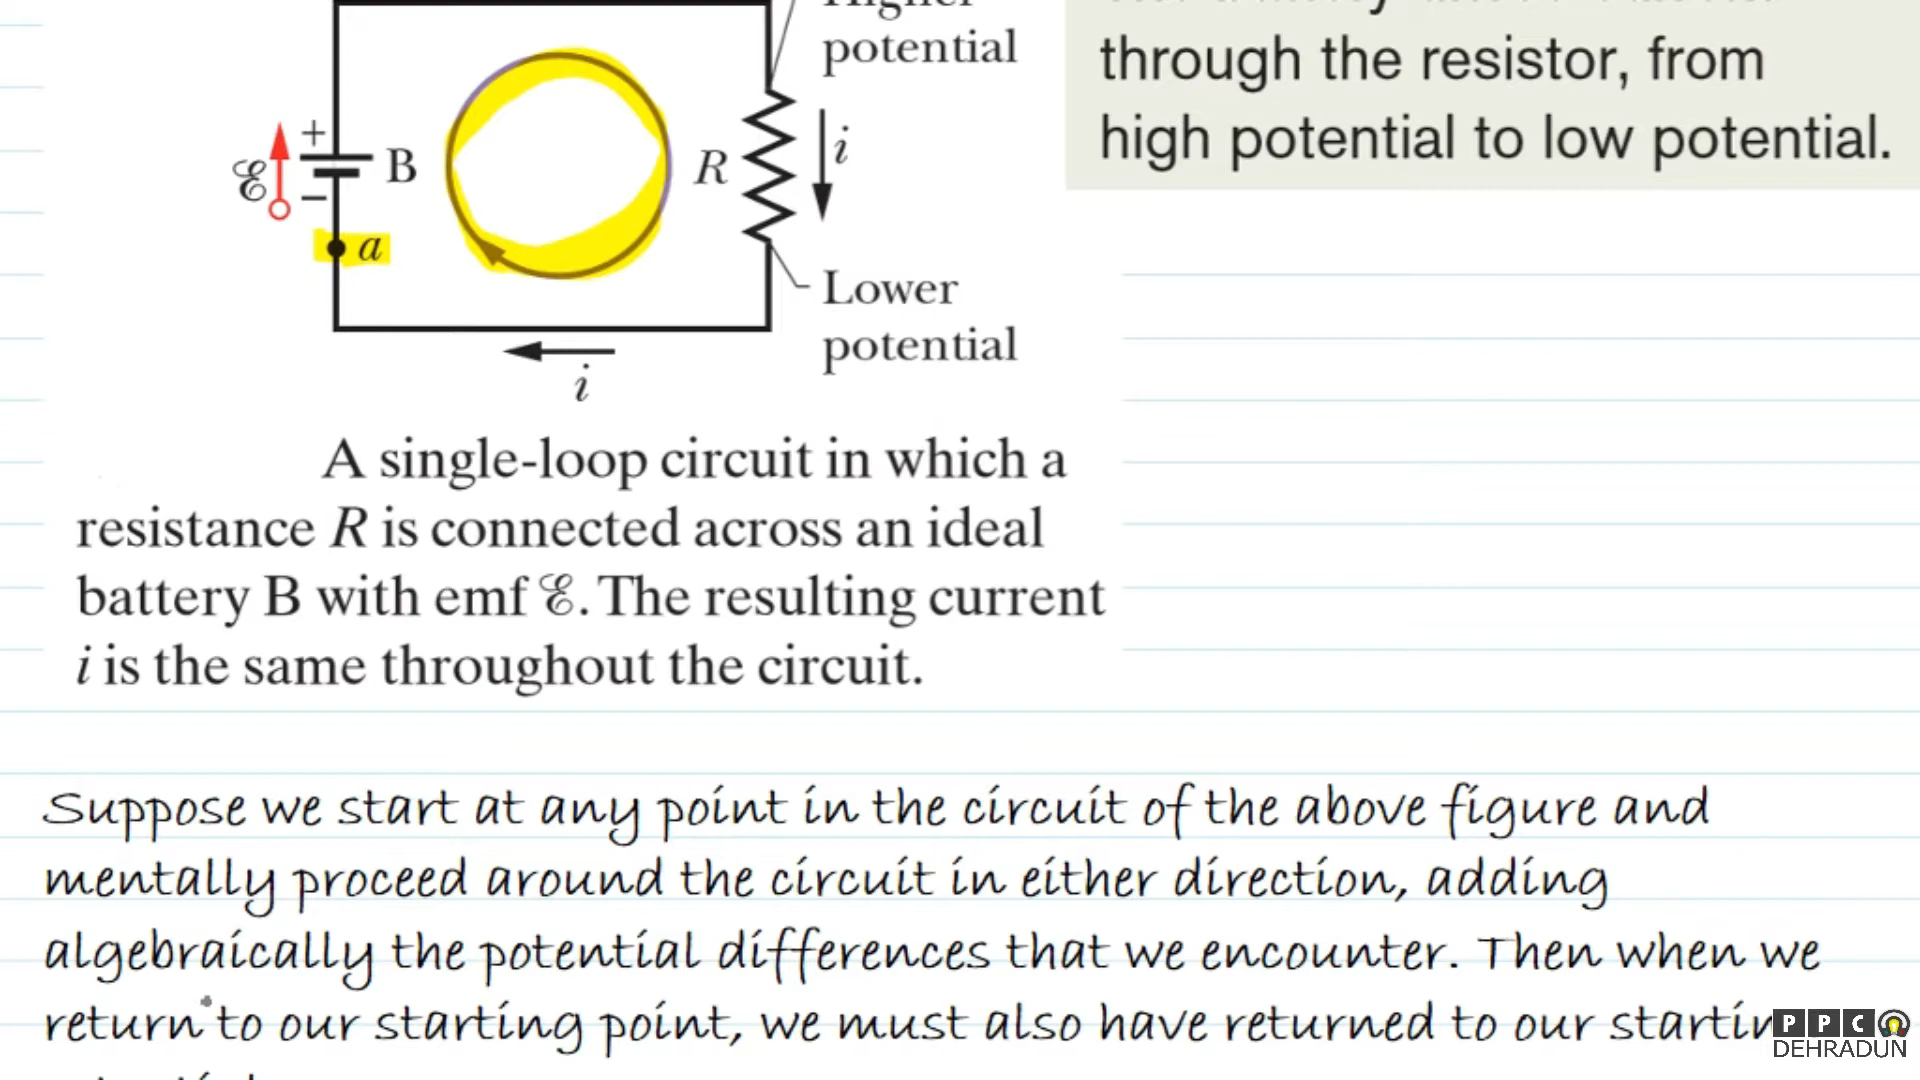 potential
through the resistor, from
high potential to low potential.
+
ℰ
B
R
i
−
a
Lower
potential
i
A single-loop circuit in which a
resistance R is connected across an ideal
battery B with emf ℰ. The resulting current
i is the same throughout the circuit.
Suppose we start at any point in the circuit of the above figure and
mentally proceed around the circuit in either direction, adding
algebraically the potential differences that we encounter. Then when we
return to our starting point, we must also have returned to our
PPC
DEHRADUN